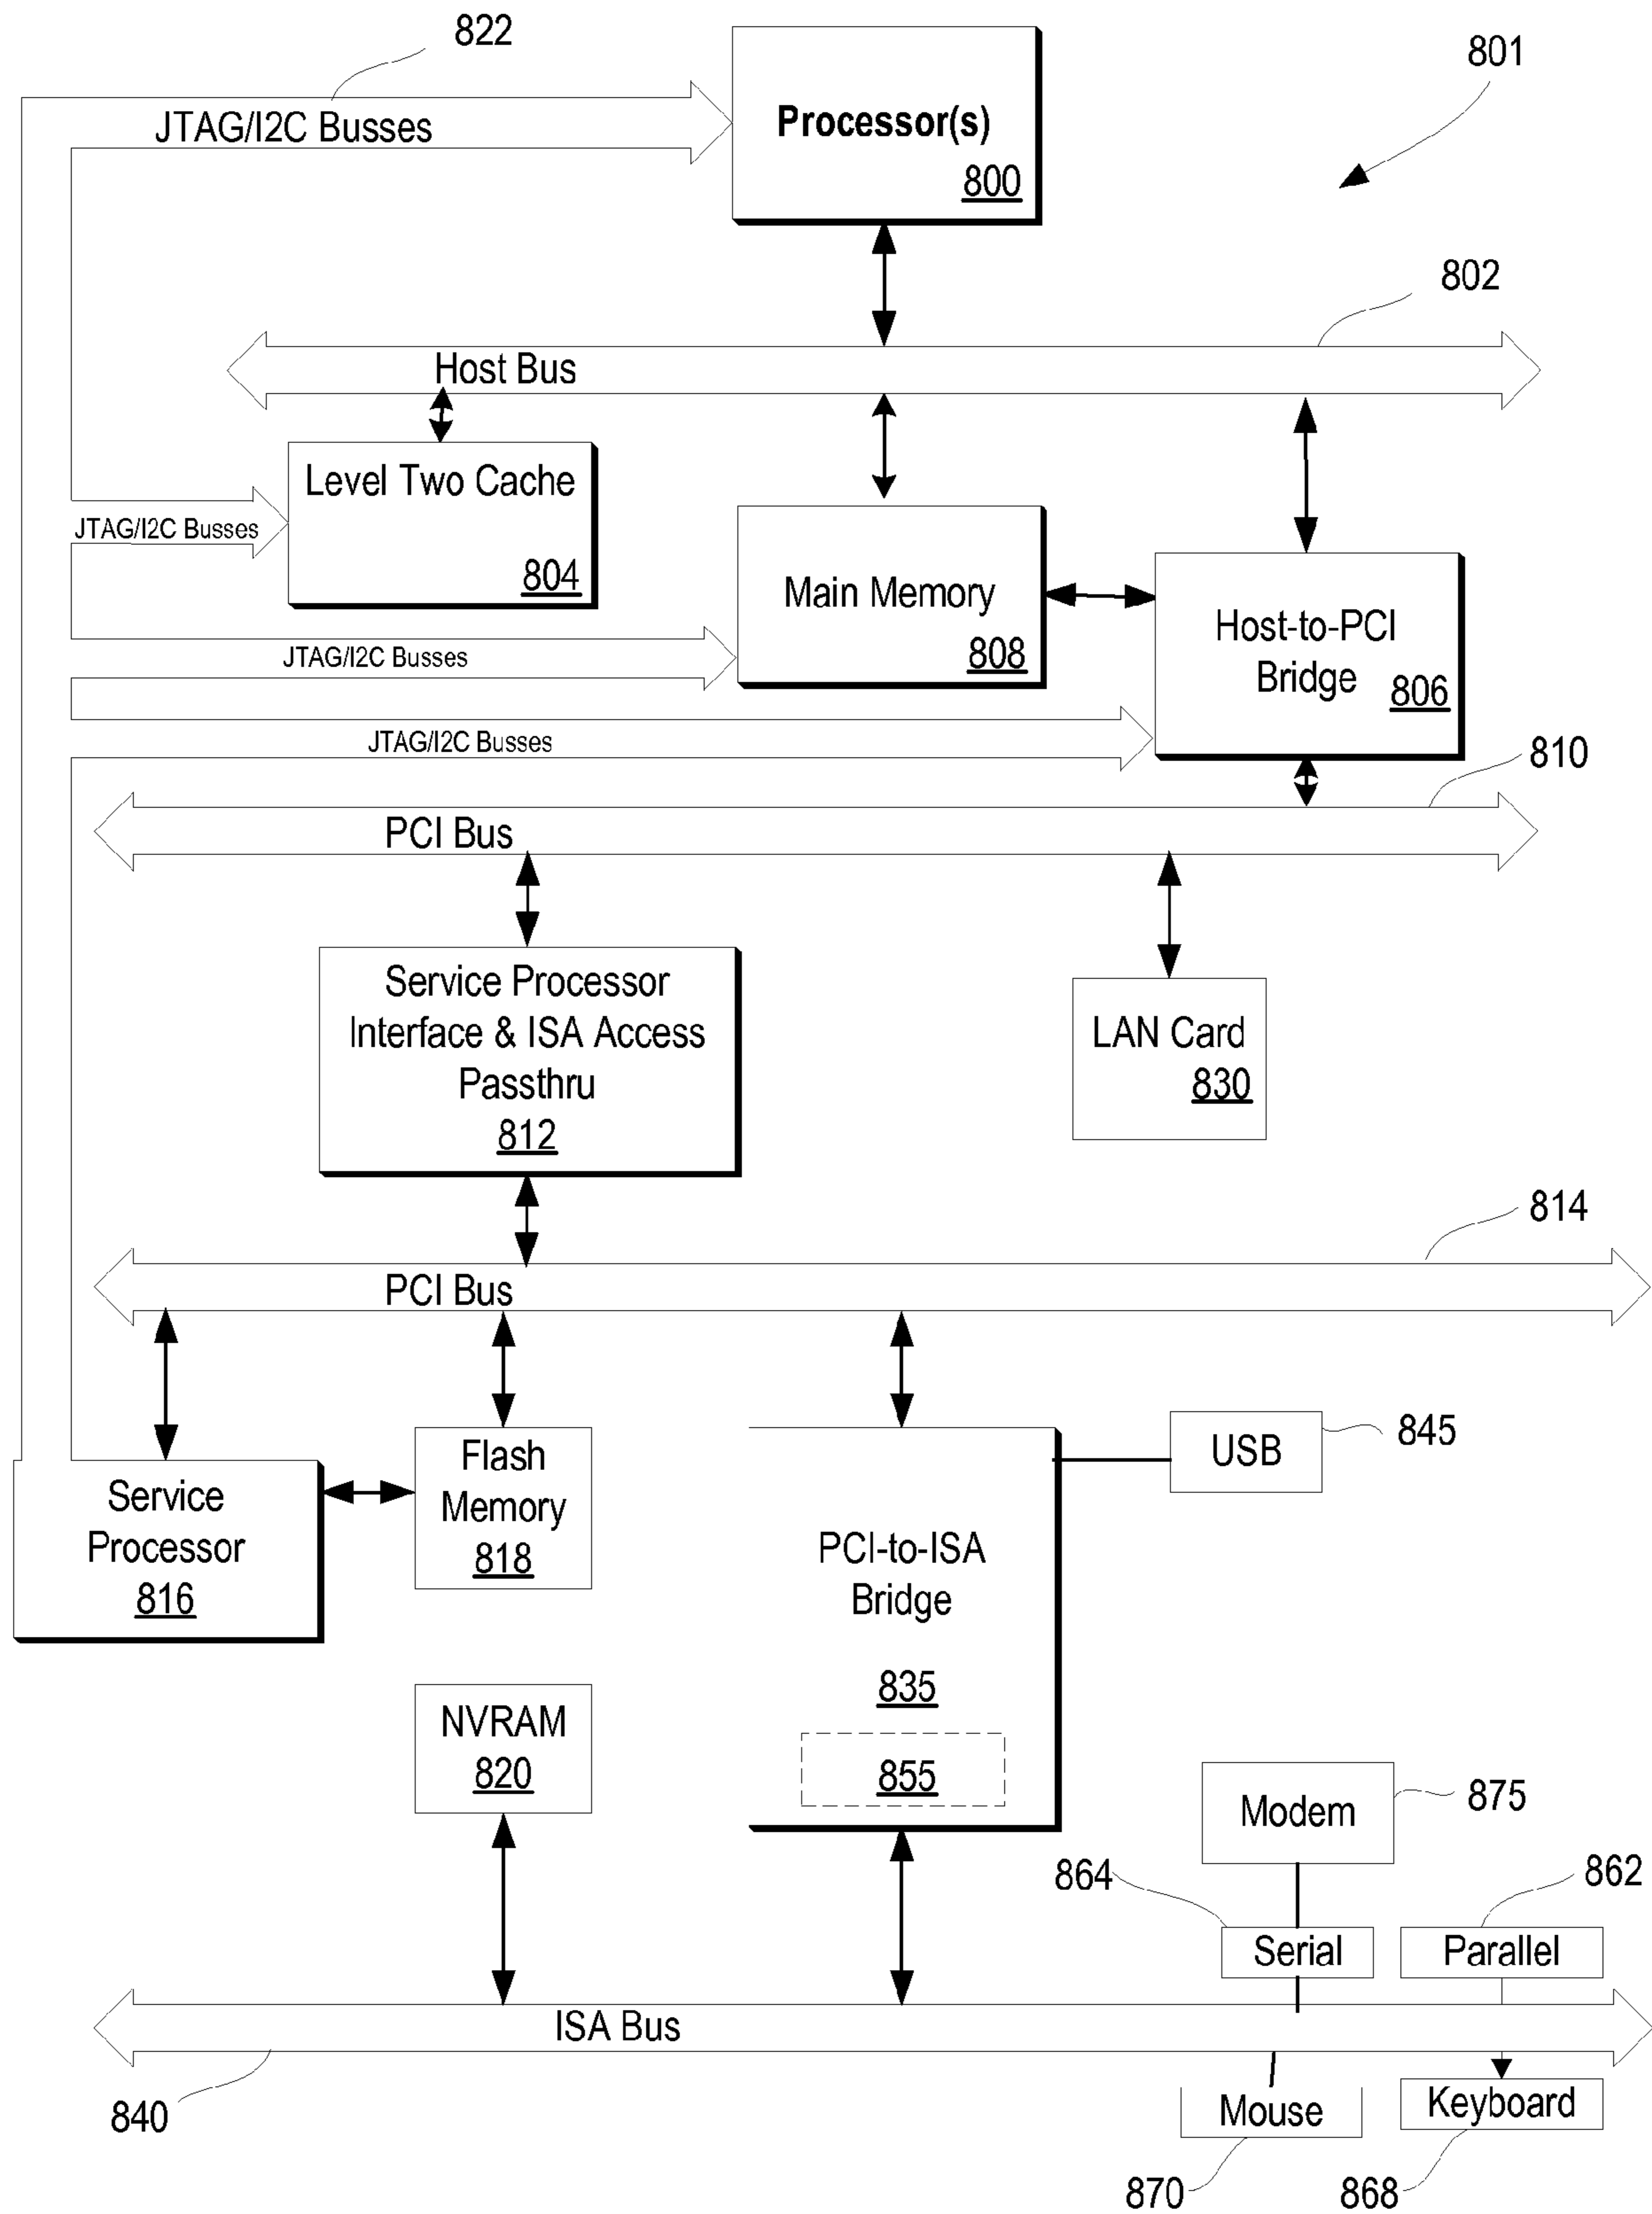 822
801
JTAG/I2C Busses
Processor(s)
800
802
Host Bus
Level Two Cache
804
JTAG/I2C Busses
Main Memory
808
Host-to-PCI
Bridge
806
JTAG/I2C Busses
JTAG/I2C Busses
810
PCI Bus
Service Processor
Interface & ISA Access
Passthru
812
LAN Card
830
814
PCI Bus
Service
Processor
816
Flash
Memory
818
PCI-to-ISA
Bridge
835
855
USB
845
NVRAM
820
Modem
875
864
862
Serial
Parallel
ISA Bus
840
Mouse
Keyboard
870
868